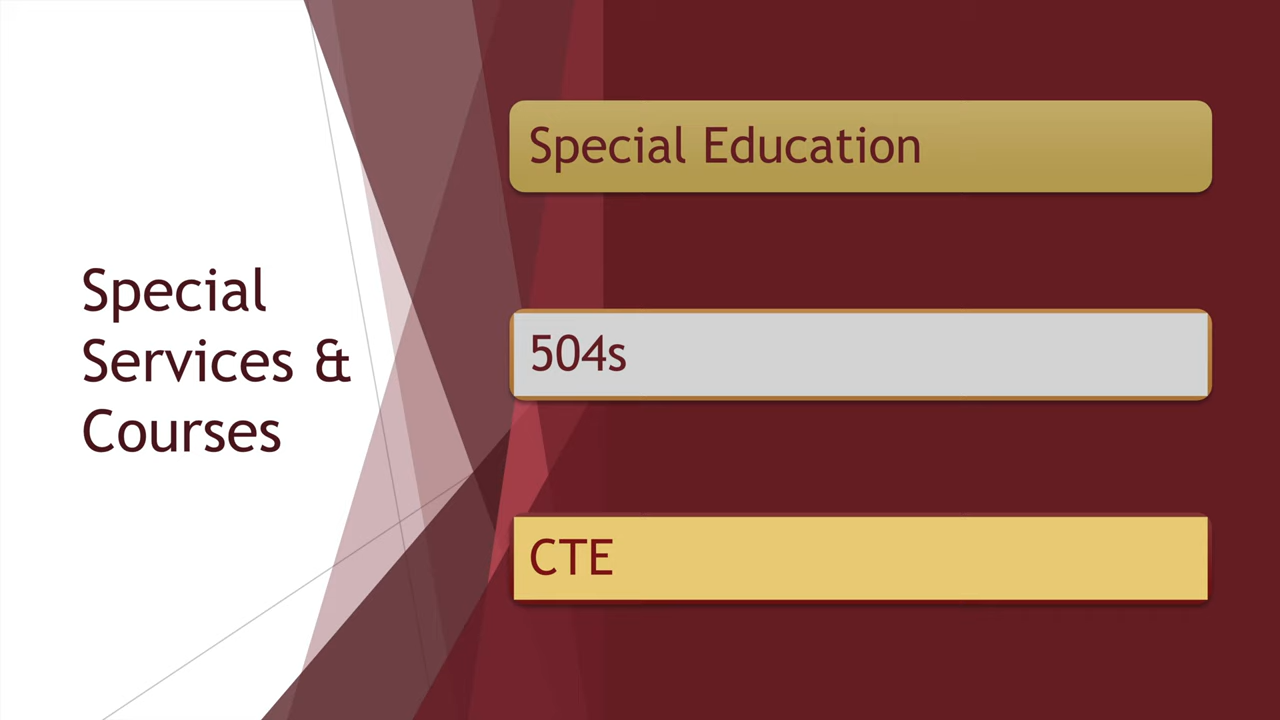 Special
Services &
Courses
Special Education
504s
CTE